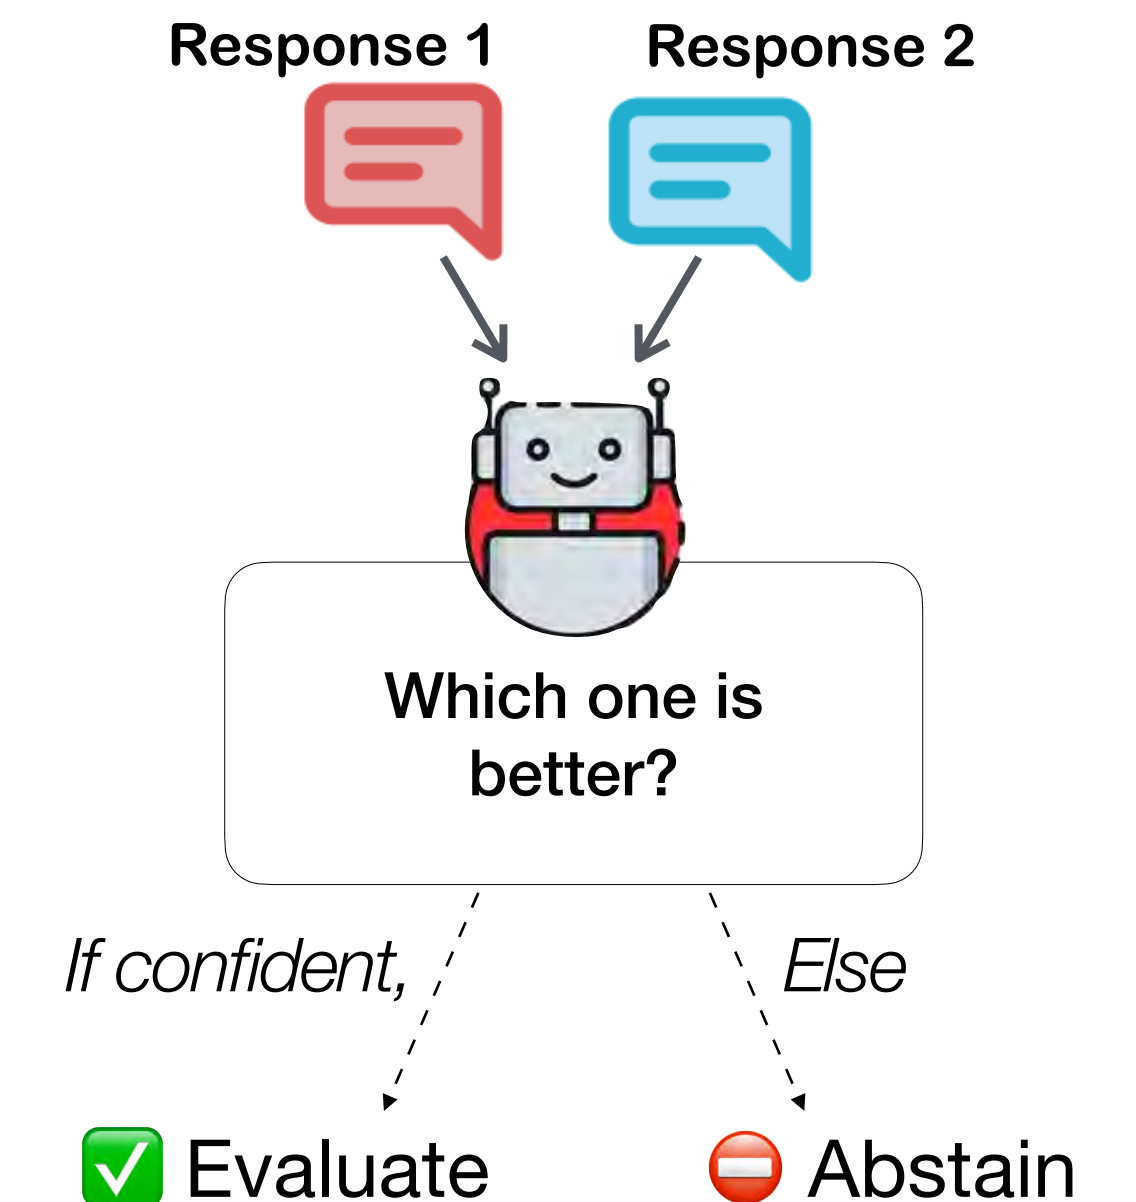 Response 1
Response 2
Which one is
better?
If confident,
Else
Evaluate
Abstain